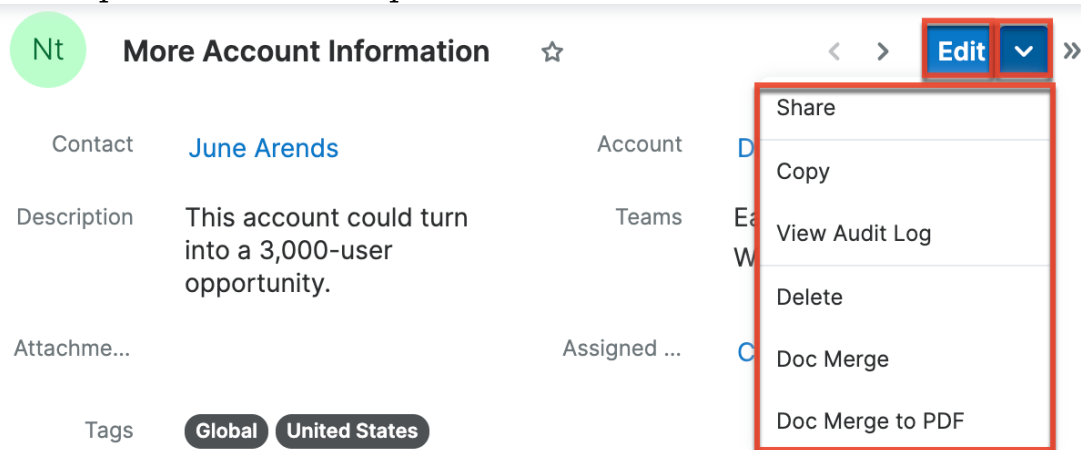 Nt
More Account Information
Edit
Share
Contact
June Arends
Account
D
Copy
Description
This account could turn
into a 3,000-user
opportunity.
Teams
Ea
W
View Audit Log
Delete
Attachme...
Assigned ...
C
Doc Merge
Tags
Global
United States
Doc Merge to PDF